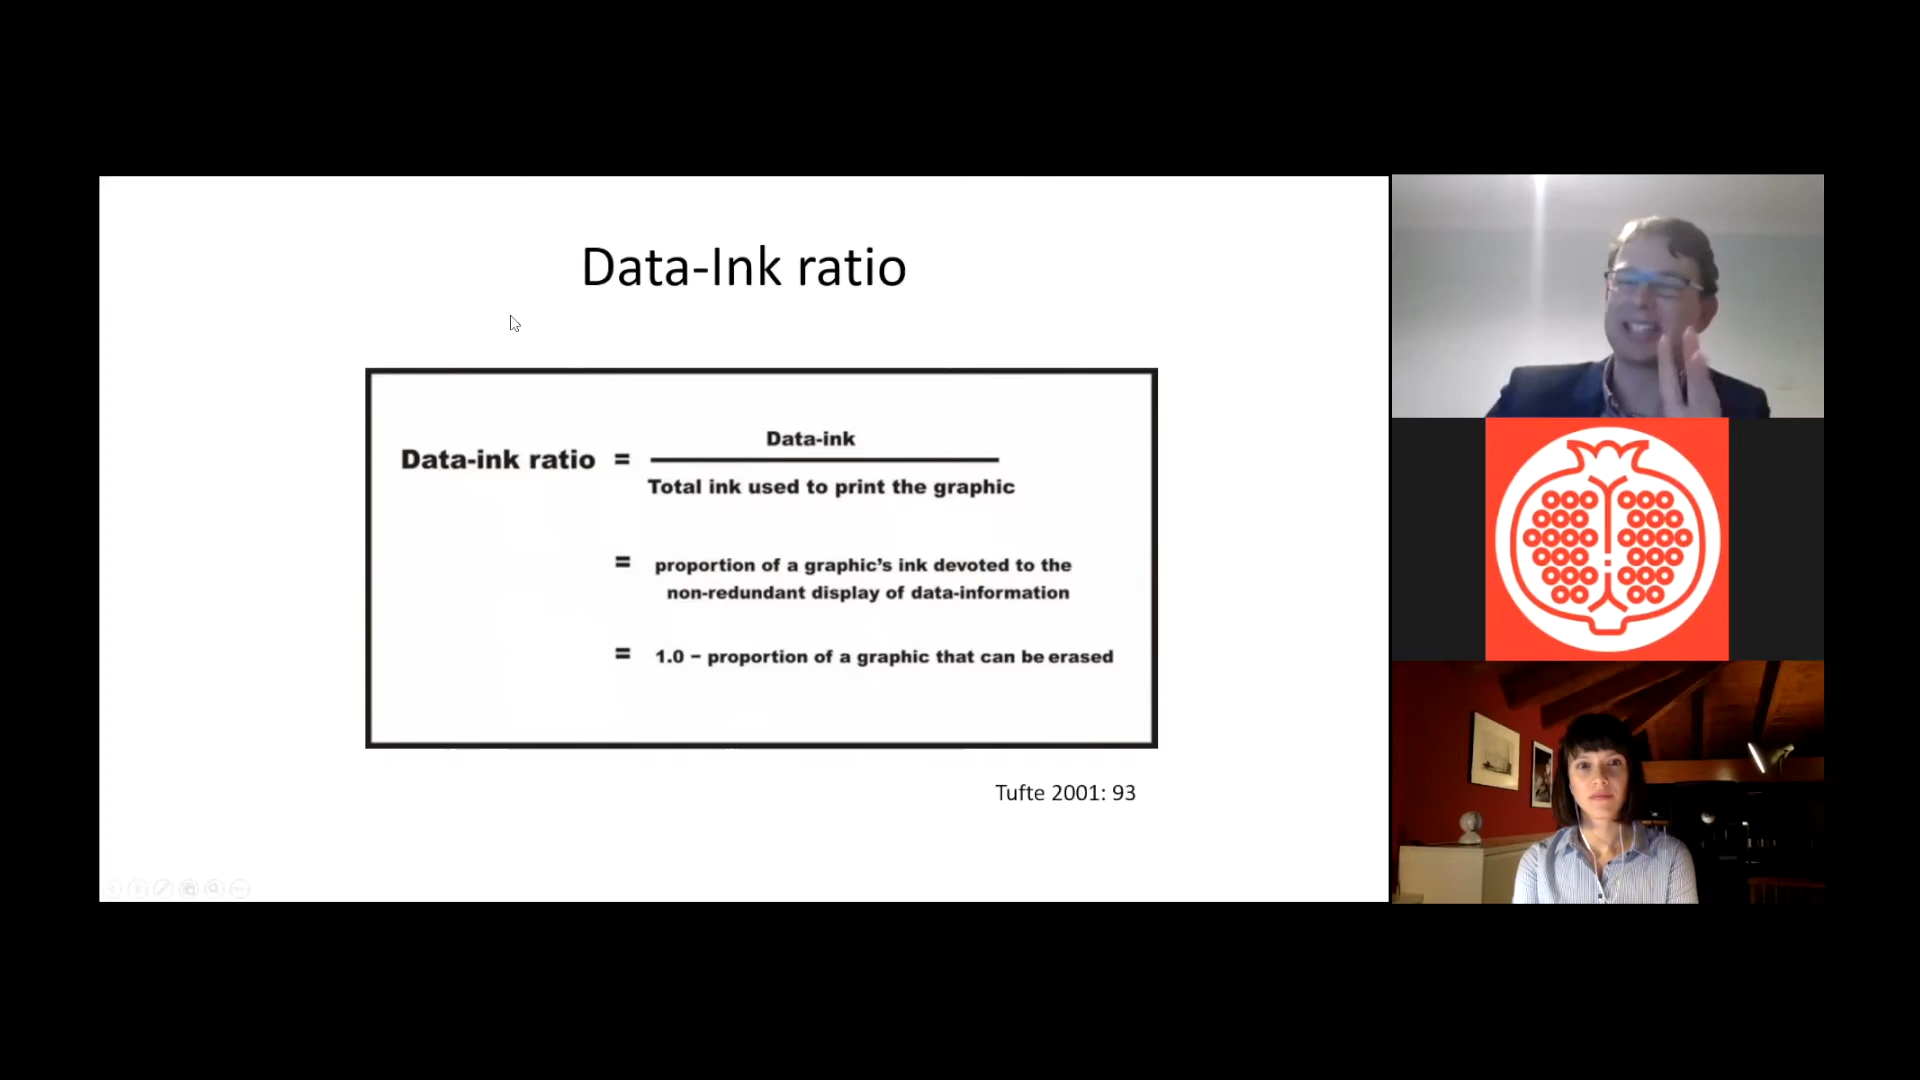 Data-Ink ratio
Data-ink ratio = Data-ink
Total ink used to print the graphic
= proportion of a graphic's ink devoted to the
non-redundant display of data-information
= 1.0 – proportion of a graphic that can be erased
Tufte 2001: 93